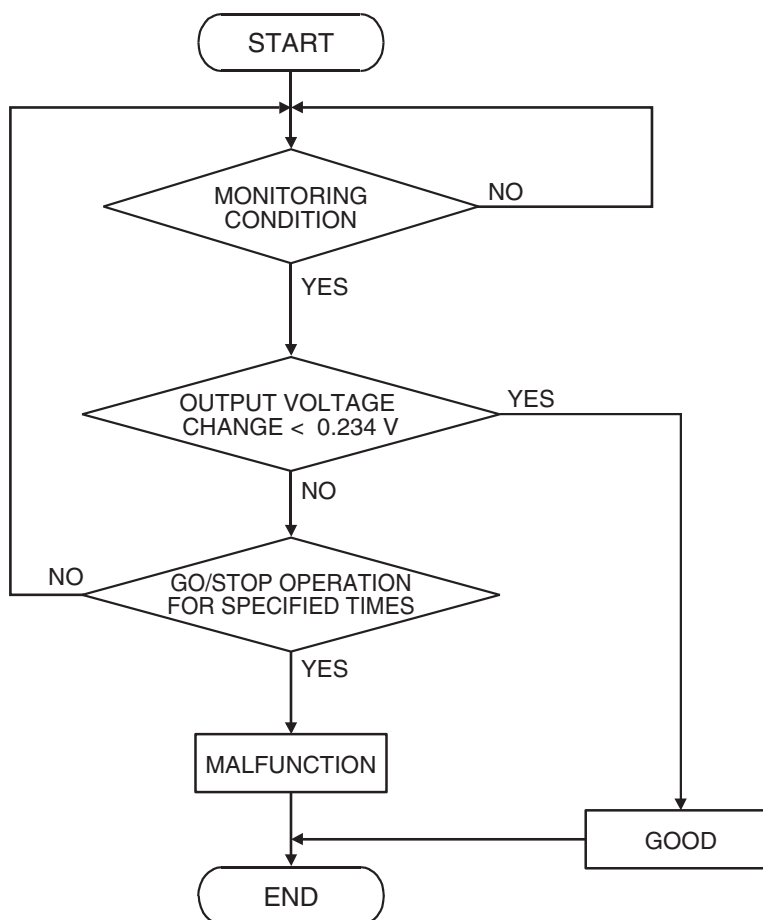 START
MONITORING
CONDITION
NO
YES
OUTPUT VOLTAGE
CHANGE < 0.234 V
YES
NO
GO/STOP OPERATION
FOR SPECIFIED TIMES
NO
YES
MALFUNCTION
GOOD
END